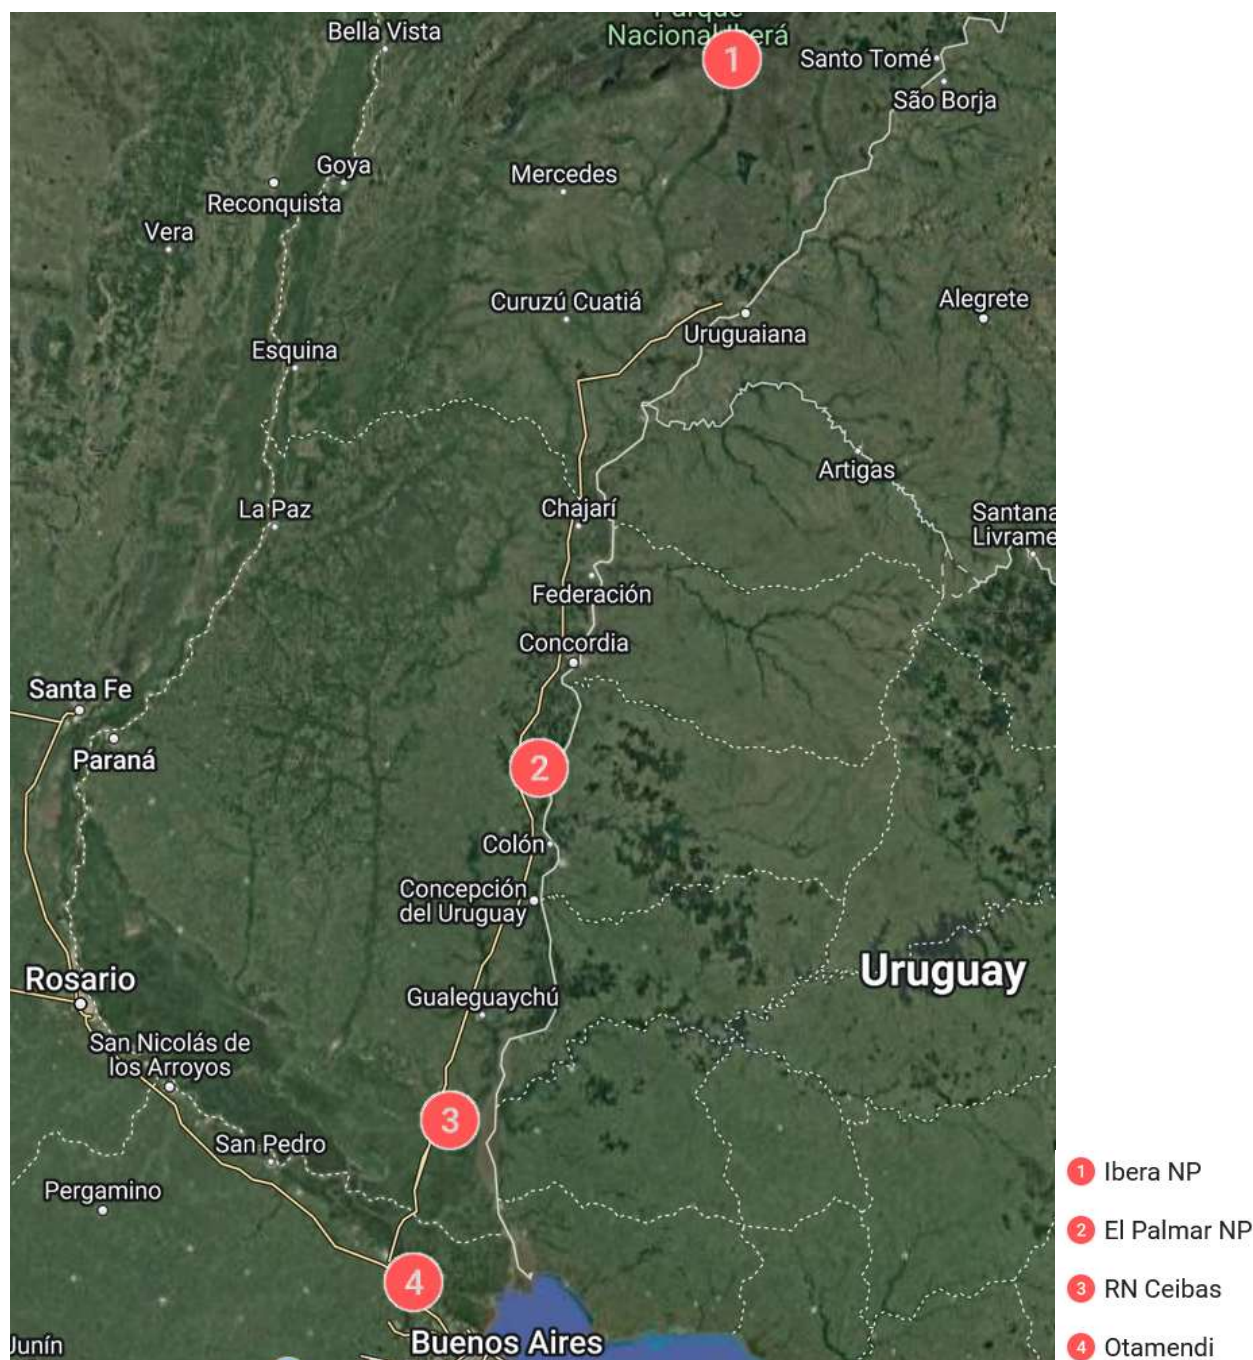 Bella Vista
Parque
Nacional Iberá
1
Santo Tomé
São Borja
Goya
Mercedes
Reconquista
Vera
Curuzú Cuatiá
Alegrete
Uruguaiana
Esquina
Artigas
La Paz
Chajarí
Santana
Livrame
Federación
Concordia
Santa Fe
Paraná
2
Colón
Concepción
del Uruguay
Uruguay
Rosario
Gualeguaychú
San Nicolás de
los Arroyos
3
San Pedro
Pergamino
4
Junín
Buenos Aires
1 Ibera NP
2 El Palmar NP
3 RN Ceibas
4 Otamendi